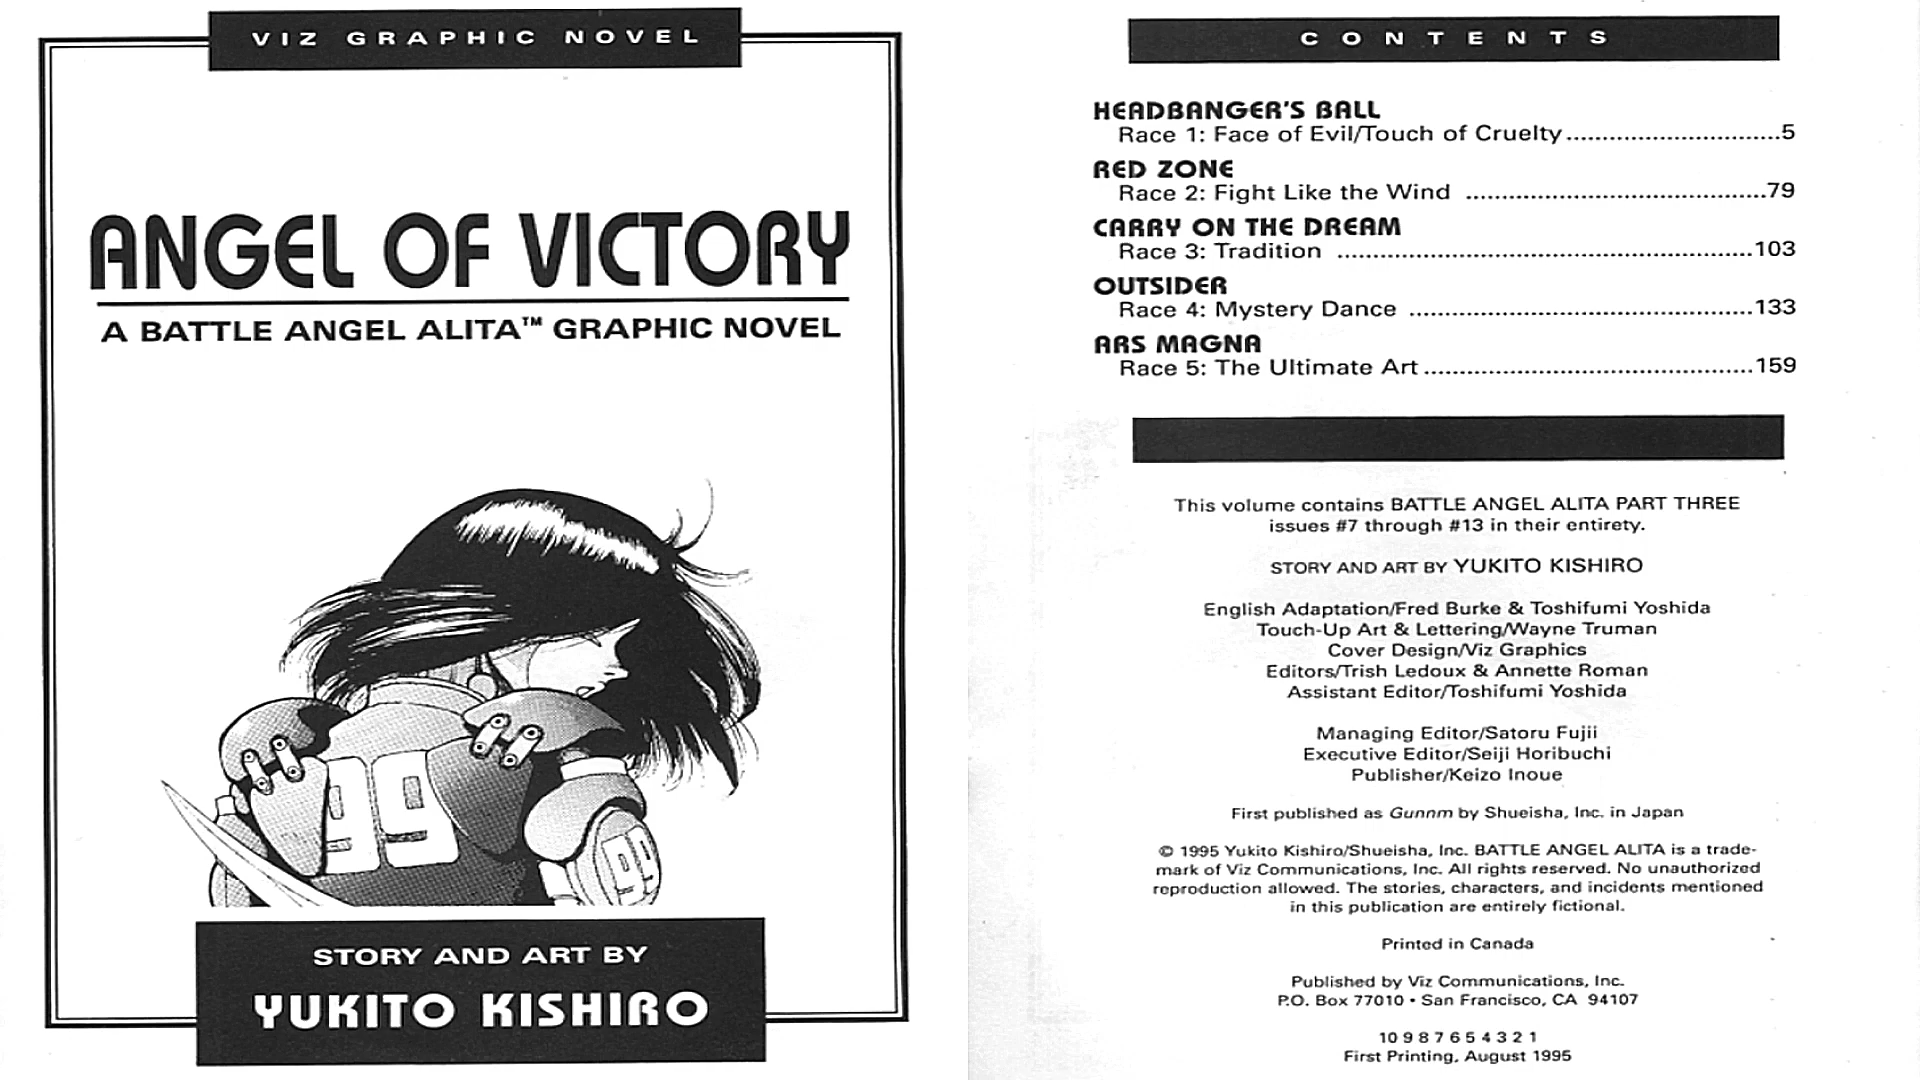 VIZ GRAPHIC NOVEL
ANGEL OF VICTORY
A BATTLE ANGEL ALITA™ GRAPHIC NOVEL
99
99
STORY AND ART BY
YUKITO KISHIRO
CONTENTS
HEADBANGER'S BALL
Race 1: Face of Evil/Touch of Cruelty..............................5
RED ZONE
Race 2: Fight Like the Wind ..........................................79
CARRY ON THE DREAM
Race 3: Tradition ..........................................................103
OUTSIDER
Race 4: Mystery Dance ................................................133
ARS MAGNA
Race 5: The Ultimate Art..............................................159
This volume contains BATTLE ANGEL ALITA PART THREE
issues #7 through #13 in their entirety.
STORY AND ART BY YUKITO KISHIRO
English Adaptation/Fred Burke & Toshifumi Yoshida
Touch-Up Art & Lettering/Wayne Truman
Cover Design/Viz Graphics
Editors/Trish Ledoux & Annette Roman
Assistant Editor/Toshifumi Yoshida
Managing Editor/Satoru Fujii
Executive Editor/Seiji Horibuchi
Publisher/Keizo Inoue
First published as Gunnm by Shueisha, Inc. in Japan
© 1995 Yukito Kishiro/Shueisha, Inc. BATTLE ANGEL ALITA is a trade-
mark of Viz Communications, Inc. All rights reserved. No unauthorized
reproduction allowed. The stories, characters, and incidents mentioned
in this publication are entirely fictional.
Printed in Canada
Published by Viz Communications, Inc.
P.O. Box 77010 • San Francisco, CA 94107
10 9 8 7 6 5 4 3 2 1
First Printing, August 1995